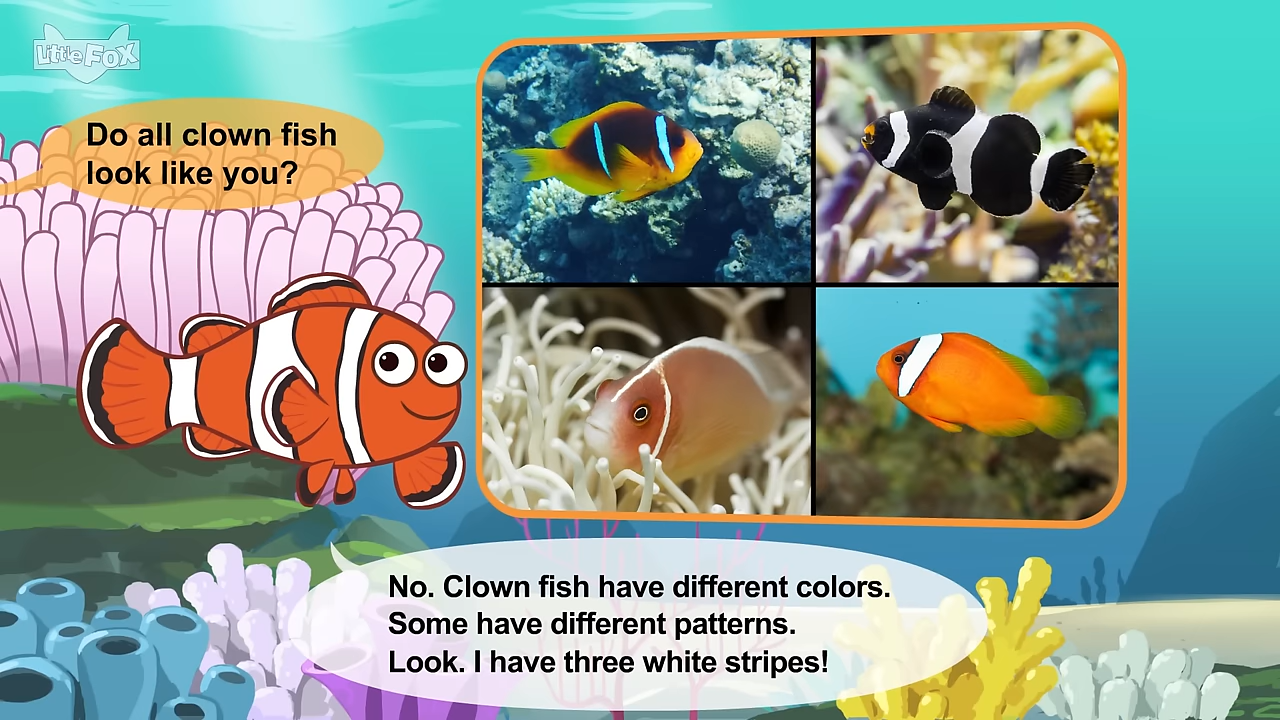 Little Fox
Do all clown fish
look like you?
No. Clown fish have different colors.
Some have different patterns.
Look. I have three white stripes!